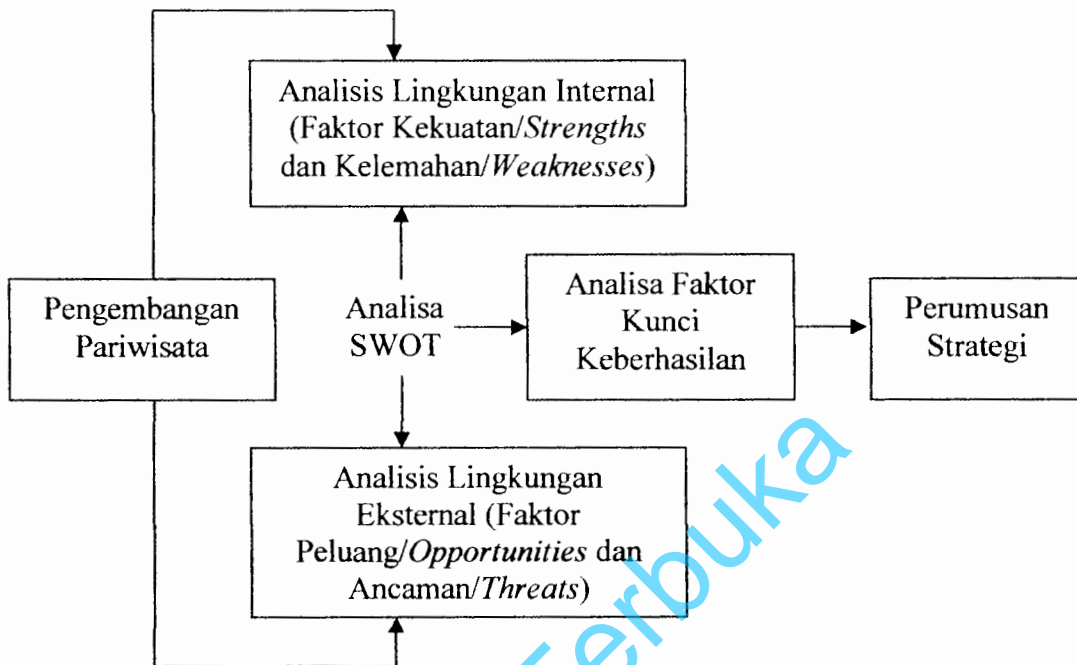 Analisis Lingkungan Internal
(Faktor Kekuatan/Strengths
dan Kelemahan/Weaknesses)
Pengembangan
Pariwisata
Analisa
SWOT
Analisa Faktor
Kunci
Keberhasilan
Perumusan
Strategi
Analisis Lingkungan
Eksternal (Faktor
Peluang/Opportunities dan
Ancaman/Threats)
Terbuka